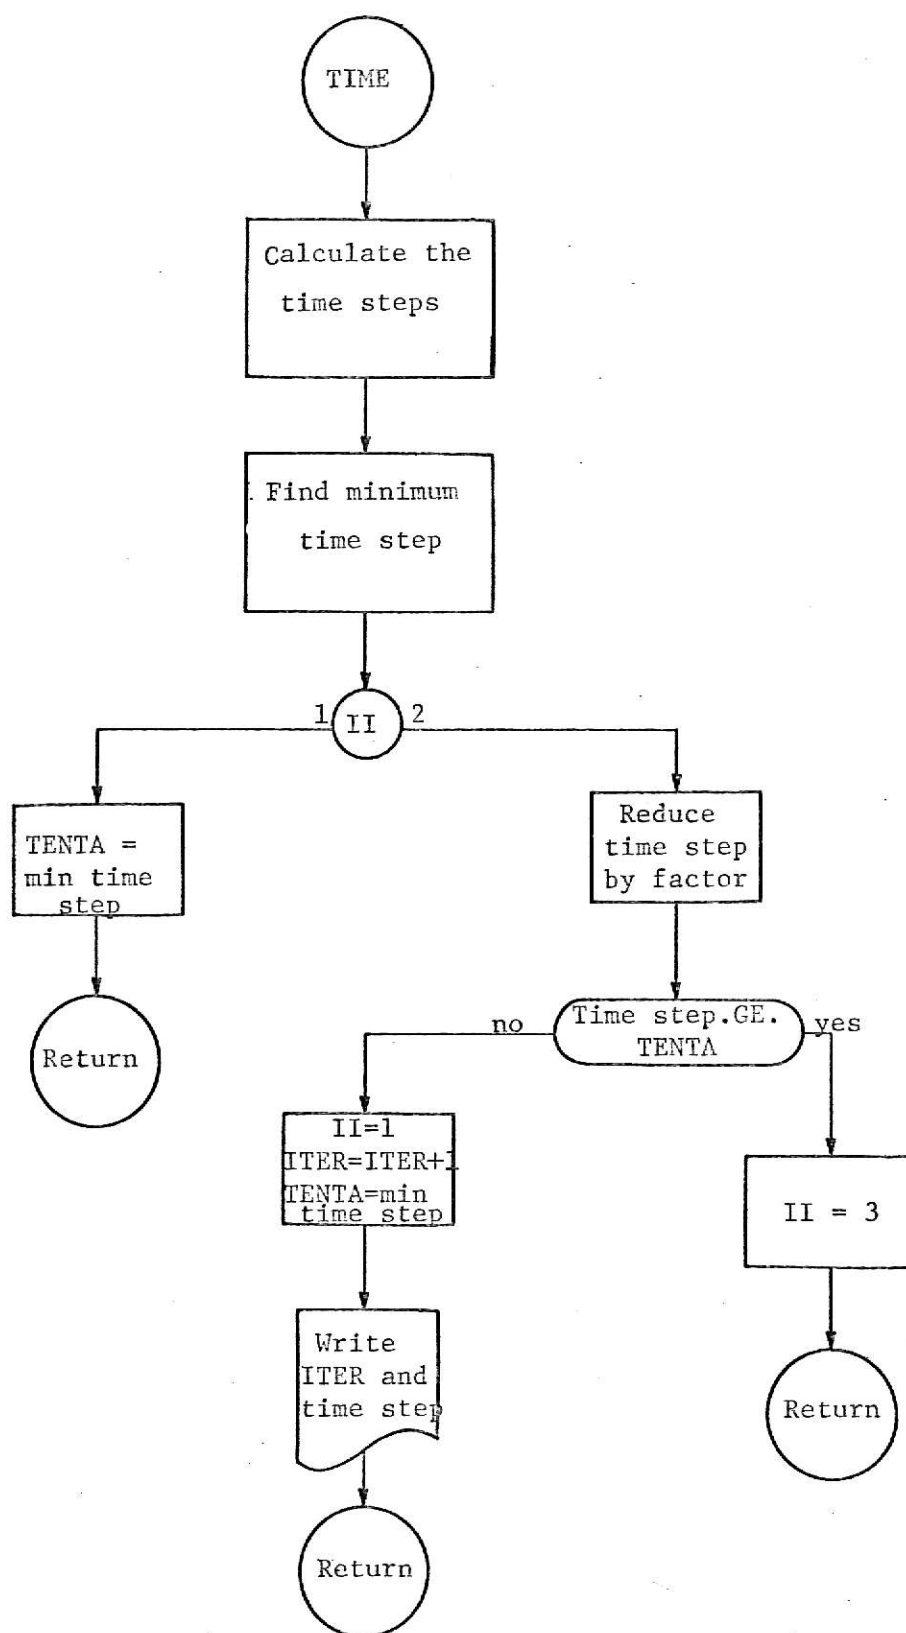 TIME
Calculate the
time steps
Find minimum
time step
1 II 2
TENTA =
min time
step
Return
Reduce
time step
by factor
Time step.GE.
TENTA
no
yes
II=1
ITER=ITER+1
TENTA=min
time step
II = 3
Write
ITER and
time step
Return
Return